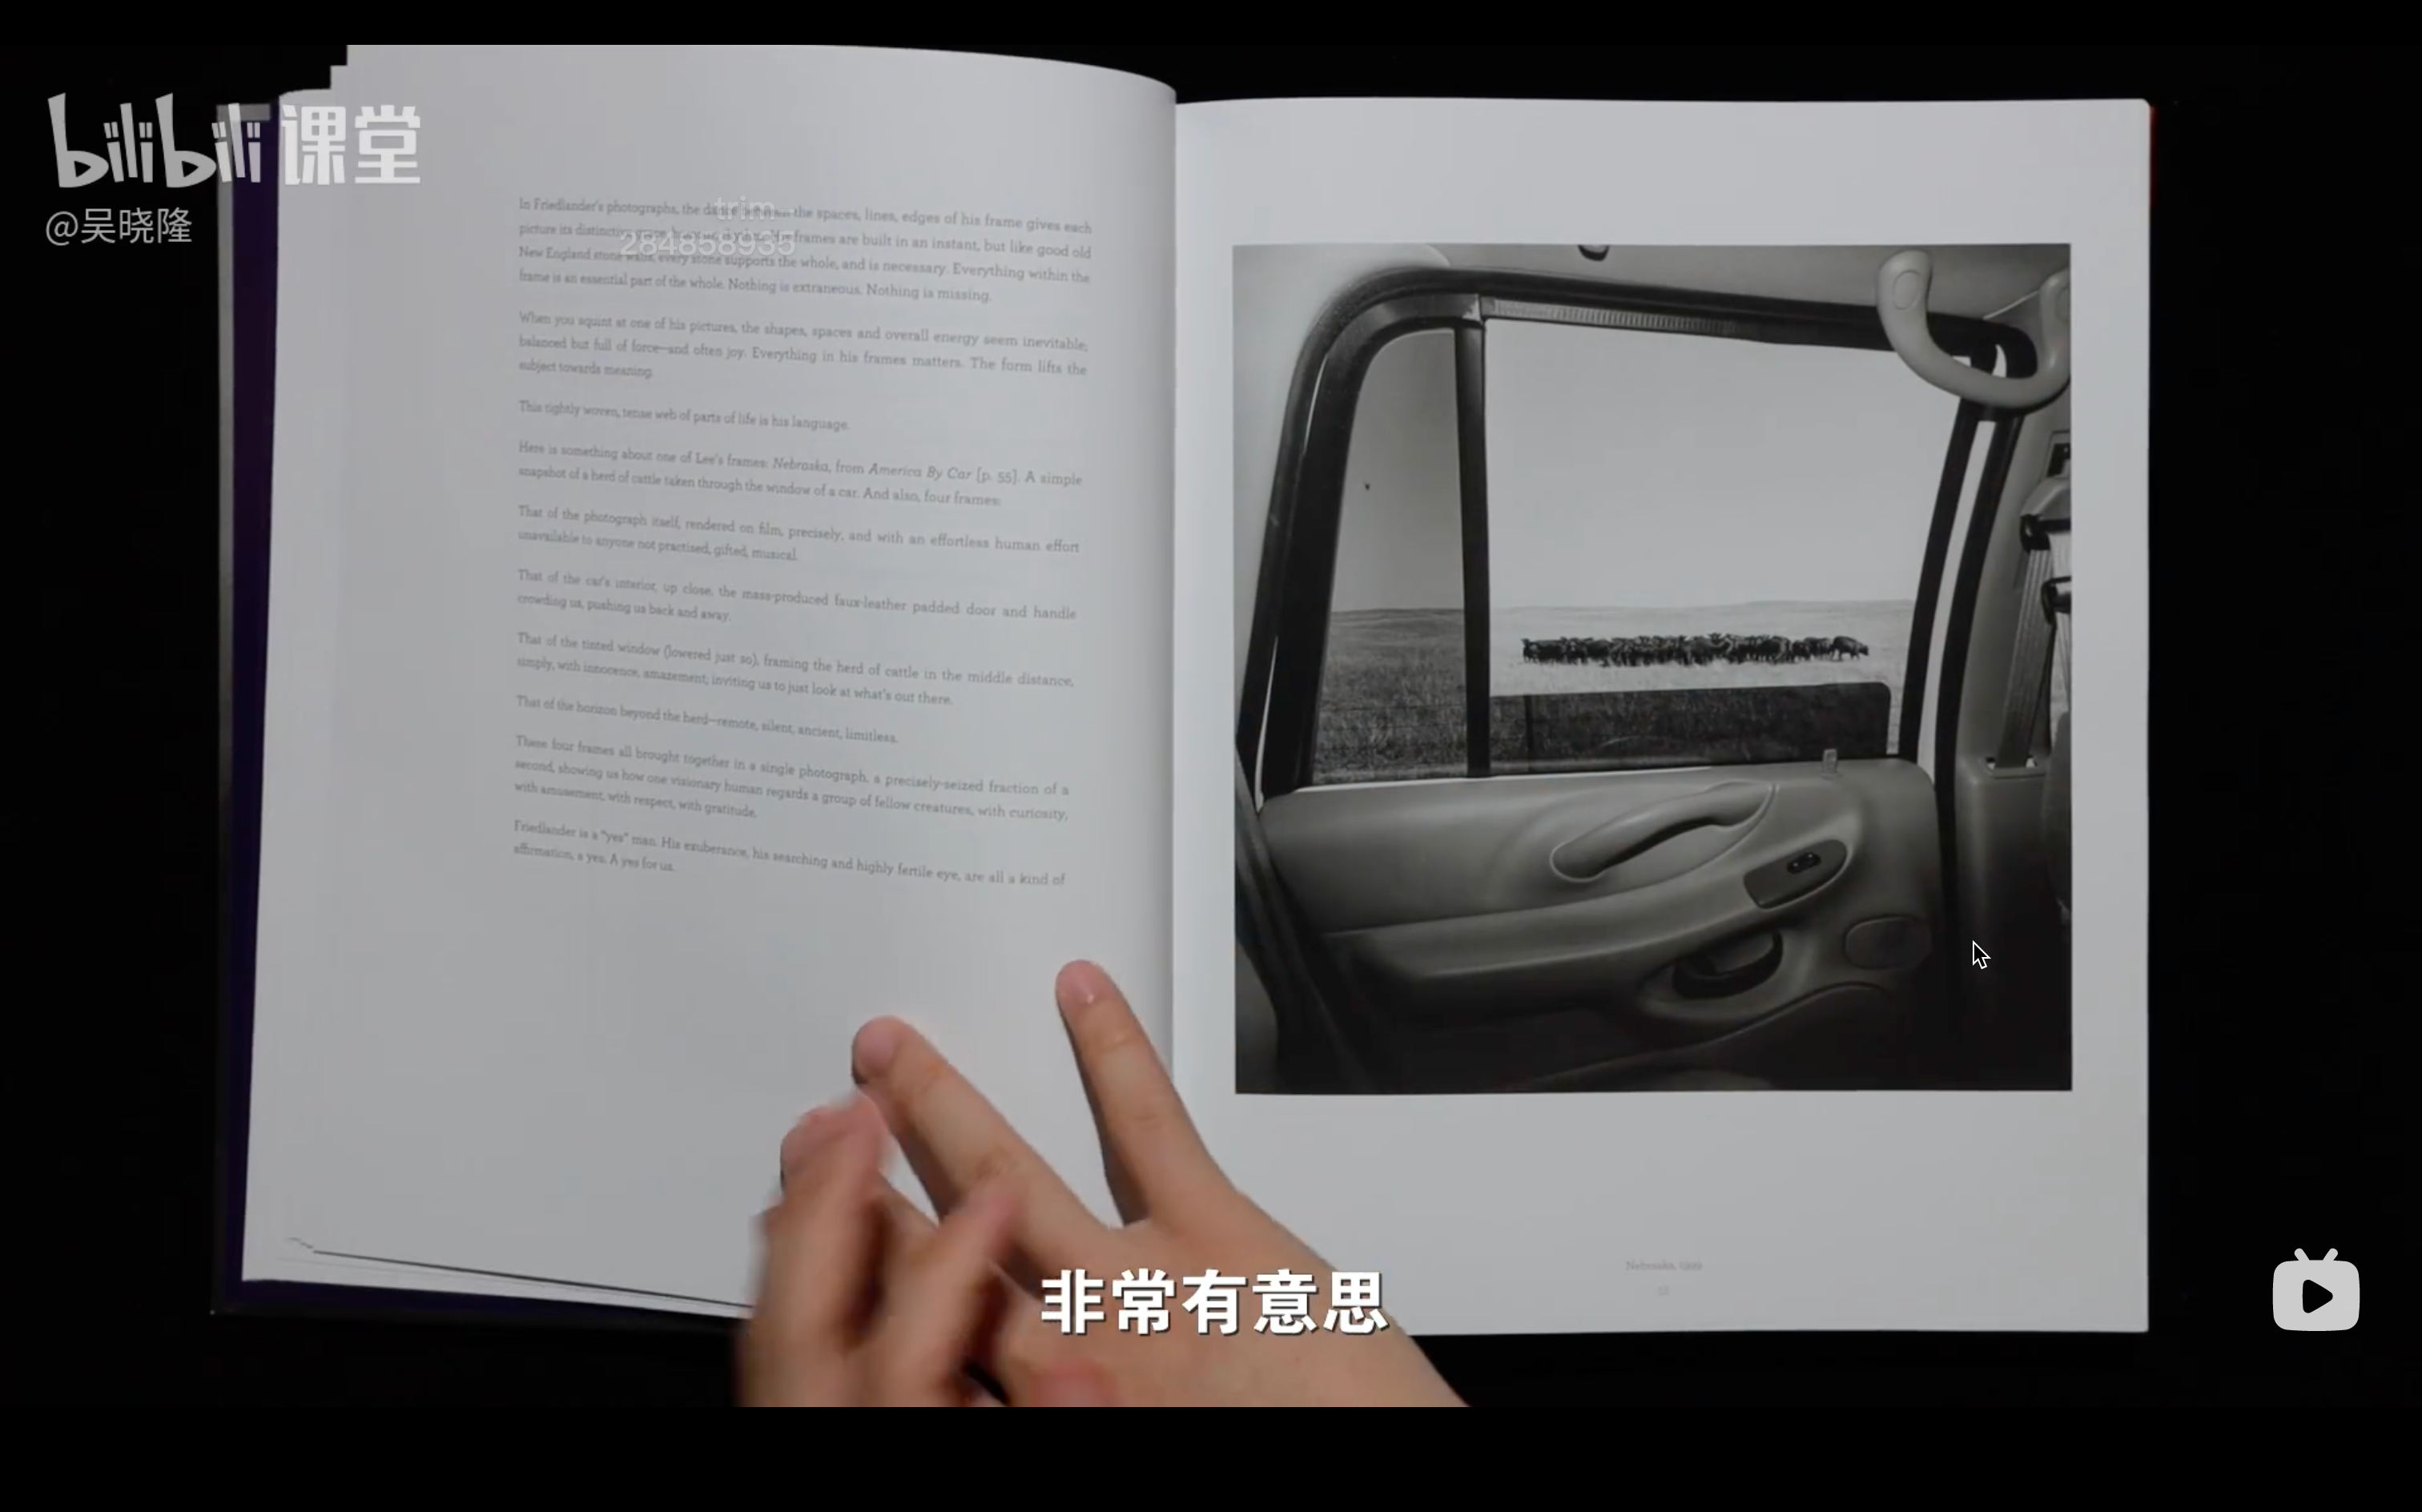 bilibili课堂
@吴晓隆
trim
284858935
In Friedlander's photographs, the dance between the spaces, lines, edges of his frame gives each
picture its distinctive frames are built in an instant, but like good old
New England stone walls, every stone supports the whole, and is necessary. Everything within the
frame is an essential part of the whole. Nothing is extraneous. Nothing is missing.
When you squint at one of his pictures, the shapes, spaces and overall energy seem inevitable;
balanced but full of force—and often joy. Everything in his frames matters. The form lifts the
subject towards meaning.
This tightly woven, tense web of parts of life is his language.
Here is something about one of Lee's frames: Nebraska, from America By Car [p. 55]. A simple
snapshot of a herd of cattle taken through the window of a car. And also, four frames:
That of the photograph itself, rendered on film, precisely, and with an effortless human effort
unavailable to anyone not practised, gifted, musical.
That of the car's interior, up close, the mass-produced faux-leather padded door and handle
crowding us, pushing us back and away.
That of the tinted window (lowered just so), framing the herd of cattle in the middle distance,
simply, with innocence, amazement; inviting us to just look at what's out there.
That of the horizon beyond the herd—remote, silent, ancient, limitless.
These four frames all brought together in a single photograph, a precisely-seized fraction of a
second, showing us how one visionary human regards a group of fellow creatures, with curiosity,
with amusement, with respect, with gratitude.
Friedlander is a "yes" man. His exuberance, his searching and highly fertile eye, are all a kind of
affirmation, a yes. A yes for us.
Nebraska, 1999
55
非常有意思